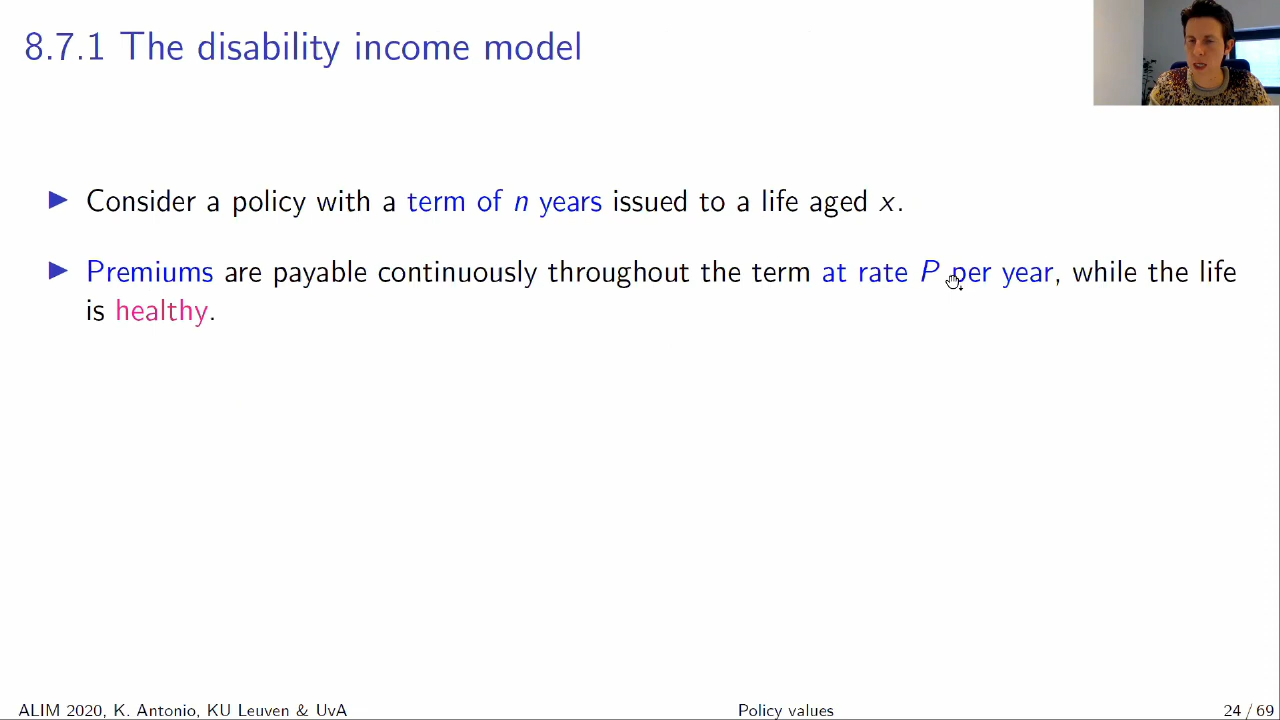 8.7.1 The disability income model
▶ Consider a policy with a term of n years issued to a life aged x.
▶ Premiums are payable continuously throughout the term at rate P per year, while the life
is healthy.
ALIM 2020, K. Antonio, KU Leuven & UvA Policy values 24 / 69